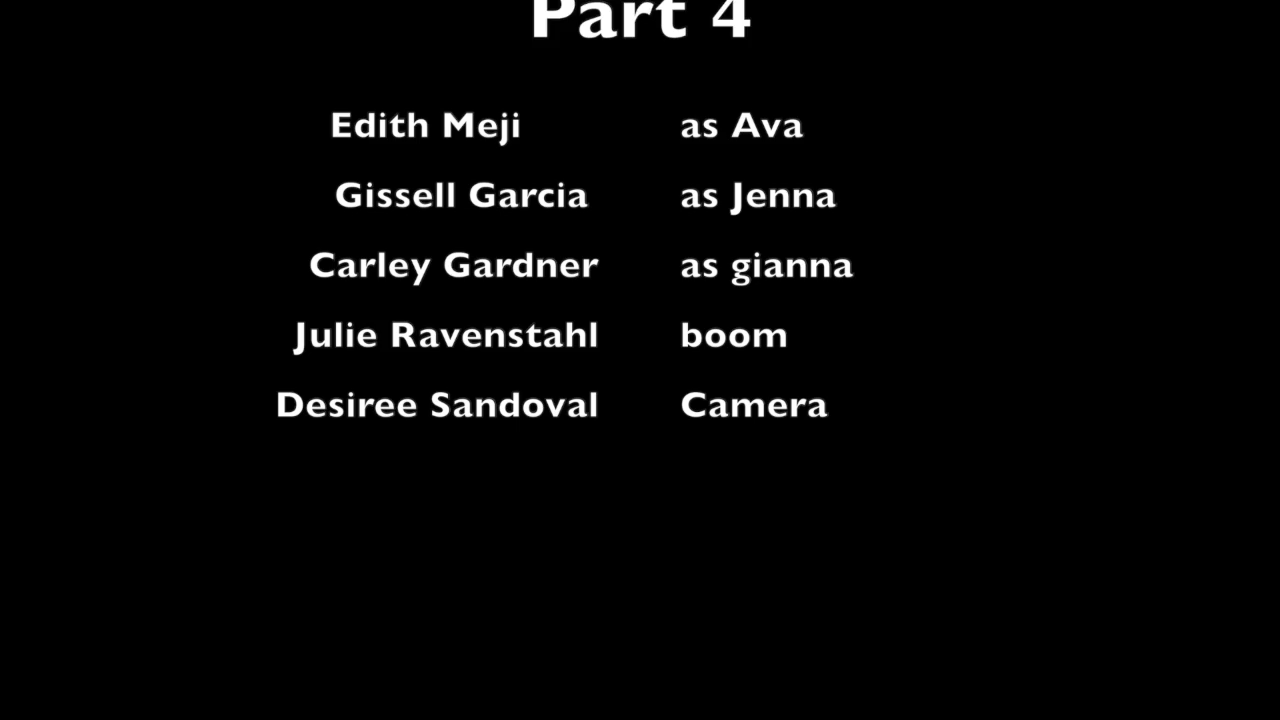 Part 4
Edith Meji as Ava
Gissell Garcia as Jenna
Carley Gardner as gianna
Julie Ravenstahl boom
Desiree Sandoval Camera